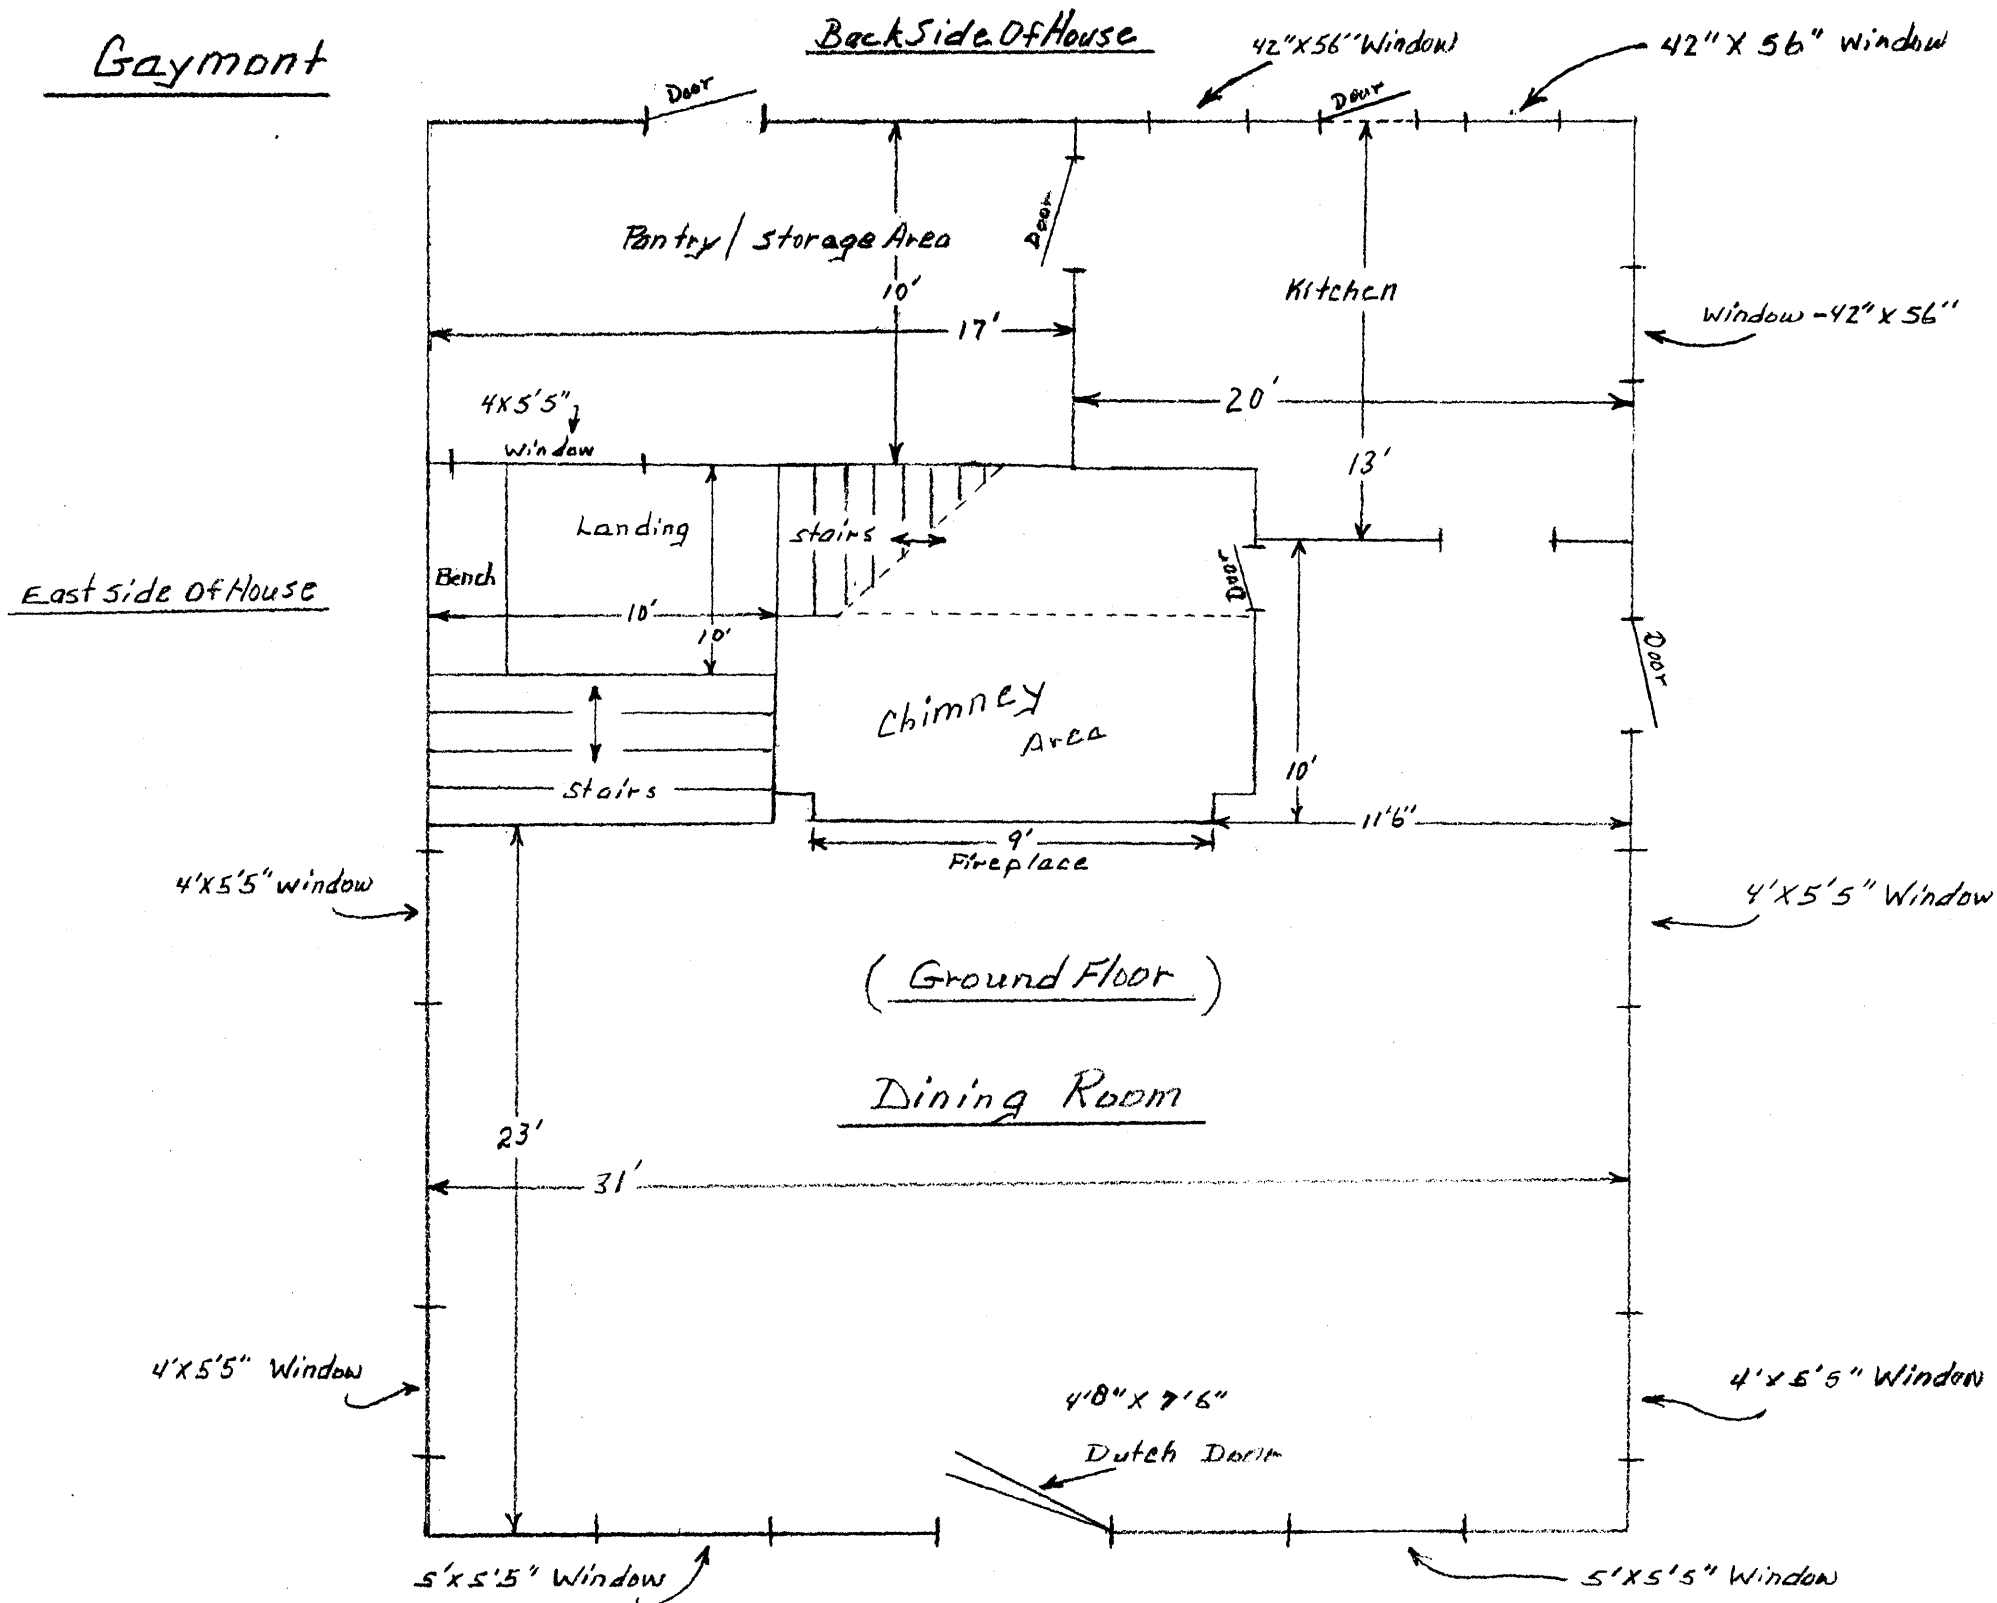 Gaymont
BackSide Of House
42"X56" Window
42" X 56" Window
Door
Door
Door
Pantry / Storage Area
10'
Kitchen
17'
Window - 42" X 56"
20'
4X5'5"
Window
13'
Landing
Stairs
Bench
Door
East Side Of House
10'
10'
Door
Chimney
Area
Stairs
10'
11'6"
9'
Fireplace
4'X5'5" Window
4'X5'5" Window
(Ground Floor)
Dining Room
23'
31'
4'X5'5" Window
4'X5'5" Window
4'8" X 7'6"
Dutch Door
5'X5'5" Window
5'X5'5" Window